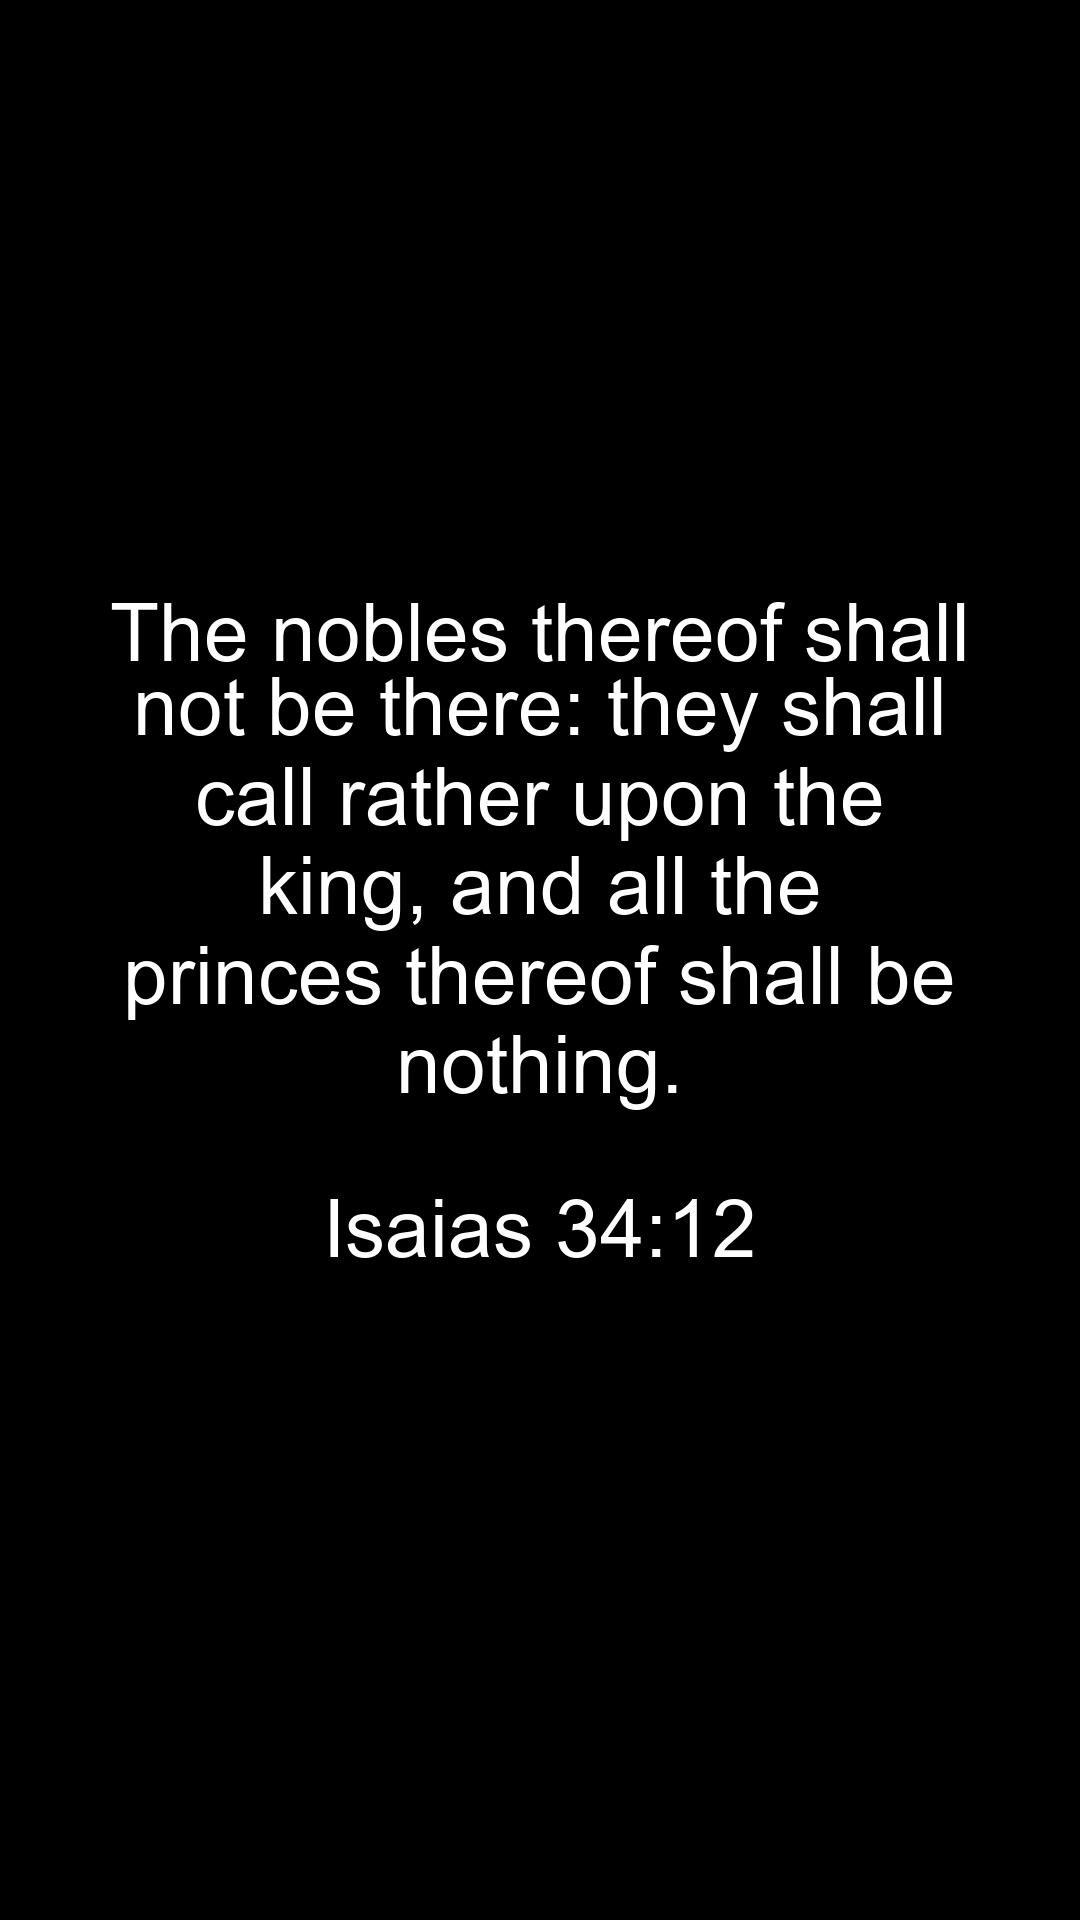 The nobles thereof shall
not be there: they shall
call rather upon the
king, and all the
princes thereof shall be
nothing.
Isaias 34:12